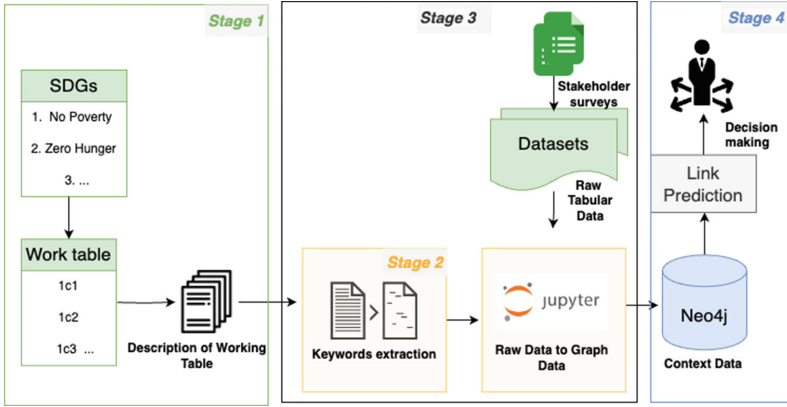 Stage 1
SDGs
1. No Poverty
2. Zero Hunger
3. ...
Work table
1c1
1c2
1c3 ...
Description of Working
Table
Stage 3
Stakeholder
surveys
Datasets
Raw
Tabular
Data
Stage 2
Keywords extraction
jupyter
Raw Data to Graph
Data
Stage 4
Decision
making
Link
Prediction
Neo4j
Context Data